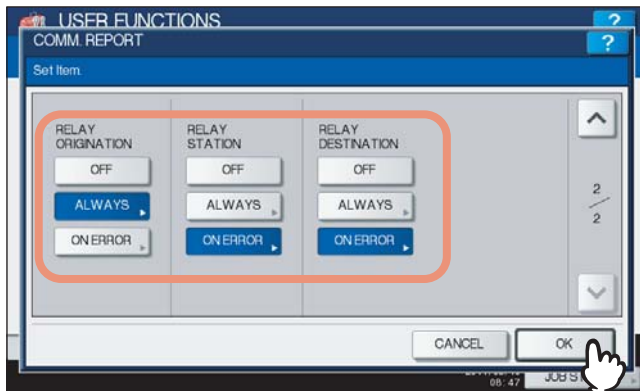 USER FUNCTIONS
?
COMM. REPORT
?
Set Item.
RELAY ORIGINATION
RELAY STATION
RELAY DESTINATION
OFF
OFF
OFF
ALWAYS
ALWAYS
ALWAYS
ON ERROR
ON ERROR
ON ERROR
2
2
CANCEL
OK
08:47
JOB S